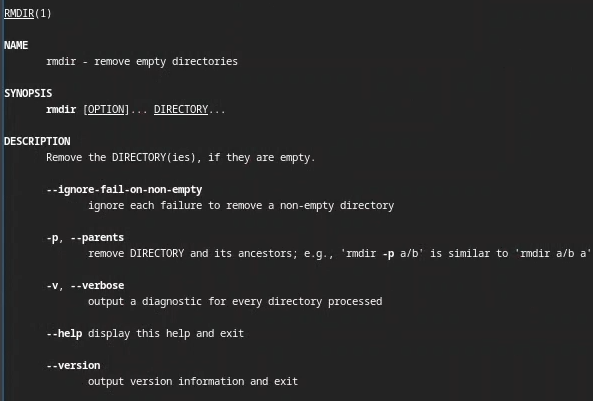 RMDIR(1)
NAME
rmdir - remove empty directories
SYNOPSIS
rmdir [OPTION]... DIRECTORY...
DESCRIPTION
Remove the DIRECTORY(ies), if they are empty.
--ignore-fail-on-non-empty
ignore each failure to remove a non-empty directory
-p, --parents
remove DIRECTORY and its ancestors; e.g., 'rmdir -p a/b' is similar to 'rmdir a/b a'
-v, --verbose
output a diagnostic for every directory processed
--help display this help and exit
--version
output version information and exit